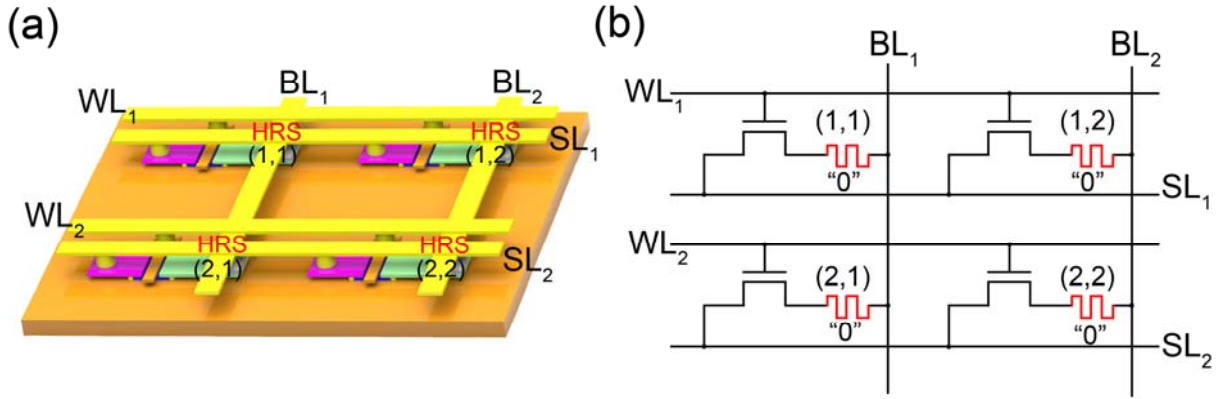 (a)
BL₁
BL₂
WL₁
HRS
HRS
SL₁
(1,1)
(1,2)
WL₂
HRS
HRS
SL₂
(2,1)
(2,2)
(b)
BL₁
BL₂
WL₁
(1,1)
(1,2)
“0”
“0”
SL₁
WL₂
(2,1)
(2,2)
“0”
“0”
SL₂